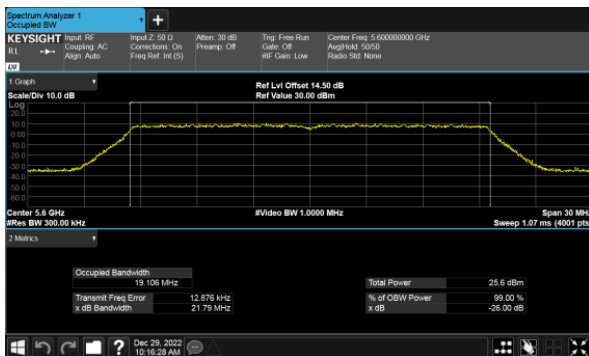 Spectrum Analyzer 1
Occupied BW
KEYSIGHT Input: RF Input Z: 50 Ω Atten: 30 dB Trig: Free Run Center Freq: 5.600000000 GHz
RL Coupling: AC Corrections: On Preamp: Off Gate: Off Avg|Hold: 50/50
Align: Auto Freq Ref: Int (S) #IF Gain: Low Radio Std: None
LXI
1 Graph Ref Lvl Offset 14.50 dB
Scale/Div 10.0 dB Ref Value 30.00 dBm
Log
20.0
10.0
0.00
-10.0
-20.0
-30.0
-40.0
-50.0
-60.0
Center 5.6 GHz #Video BW 1.0000 MHz Span 30 MHz
#Res BW 300.00 kHz Sweep 1.07 ms (4001 pts
2 Metrics
Occupied Bandwidth
19.106 MHz Total Power 25.6 dBm
Transmit Freq Error 12.876 kHz % of OBW Power 99.00 %
x dB Bandwidth 21.79 MHz x dB -26.00 dB
Dec 29, 2022
10:16:28 AM